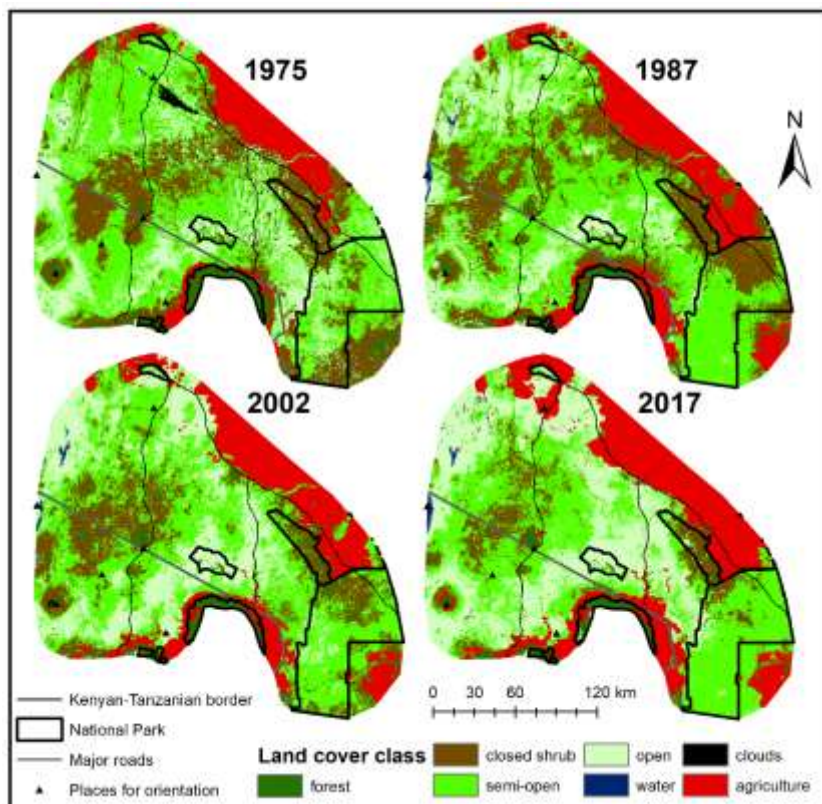 1975
1987
N
2002
2017
Kenyan-Tanzanian border
National Park
Major roads
Places for orientation
0 30 60 120 km
Land cover class
forest
closed shrub
semi-open
open
water
clouds
agriculture